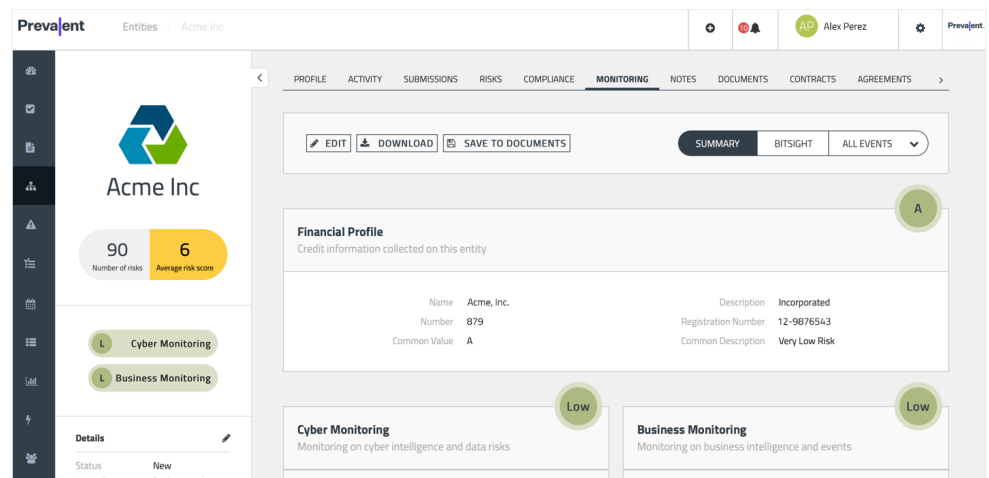 Prevalent Entities / Acme Inc 10 AP Alex Perez Prevalent
PROFILE ACTIVITY SUBMISSIONS RISKS COMPLIANCE MONITORING NOTES DOCUMENTS CONTRACTS AGREEMENTS
EDIT DOWNLOAD SAVE TO DOCUMENTS SUMMARY BITSIGHT ALL EVENTS
Acme Inc
90 6
Number of risks Average risk score
L Cyber Monitoring
L Business Monitoring
Details
Status New
A
Financial Profile
Credit information collected on this entity
Name Acme, Inc. Description Incorporated
Number 879 Registration Number 12-9876543
Common Value A Common Description Very Low Risk
Low Low
Cyber Monitoring Business Monitoring
Monitoring on cyber intelligence and data risks Monitoring on business intelligence and events